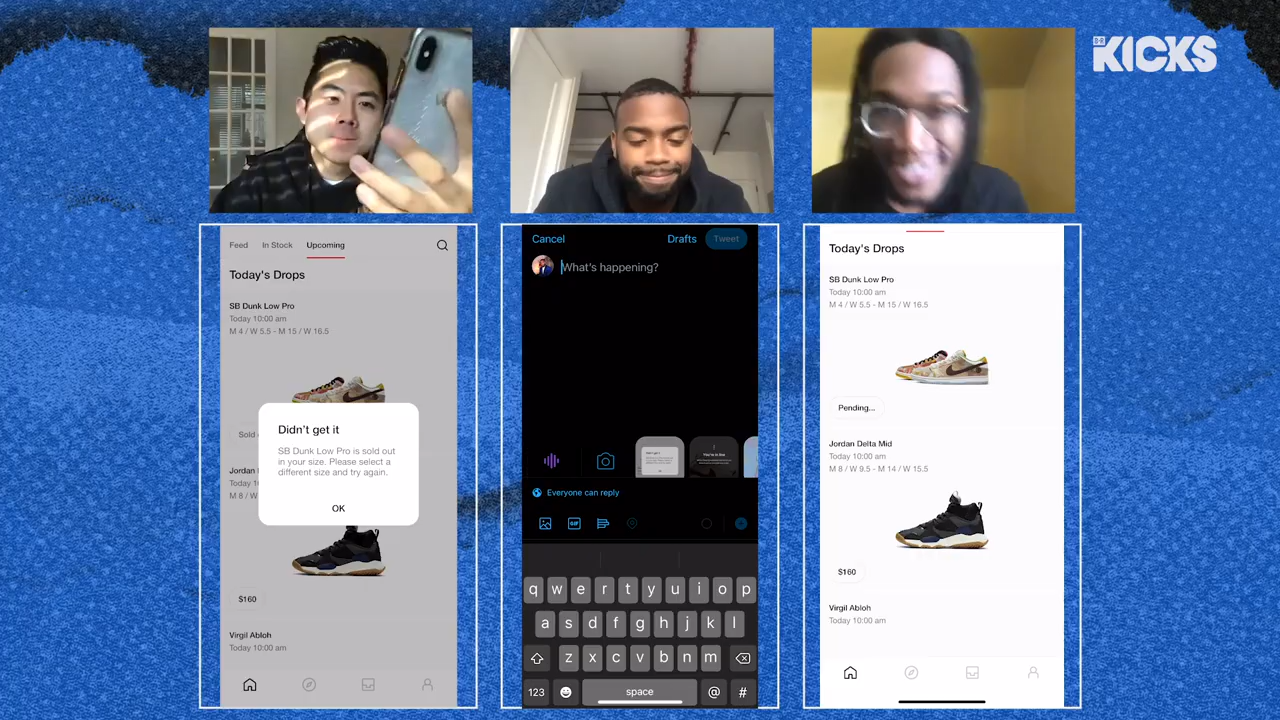 B/R
KICKS
Feed In Stock Upcoming
Today's Drops
SB Dunk Low Pro
Today 10:00 am
M 4 / W 5.5 - M 15 / W 16.5
Sold
Didn't get it
SB Dunk Low Pro is sold out
in your size. Please select a
different size and try again.
OK
Jordan
M 8 / W 9
$160
Virgil Abloh
Today 10:00 am
Cancel Drafts Tweet
What's happening?
Everyone can reply
GIF
q w e r t y u i o p
a s d f g h j k l
z x c v b n m
123 space @ #
Today's Drops
SB Dunk Low Pro
Today 10:00 am
M 4 / W 5.5 - M 15 / W 16.5
Pending...
Jordan Delta Mid
Today 10:00 am
M 8 / W 9.5 - M 14 / W 15.5
$160
Virgil Abloh
Today 10:00 am